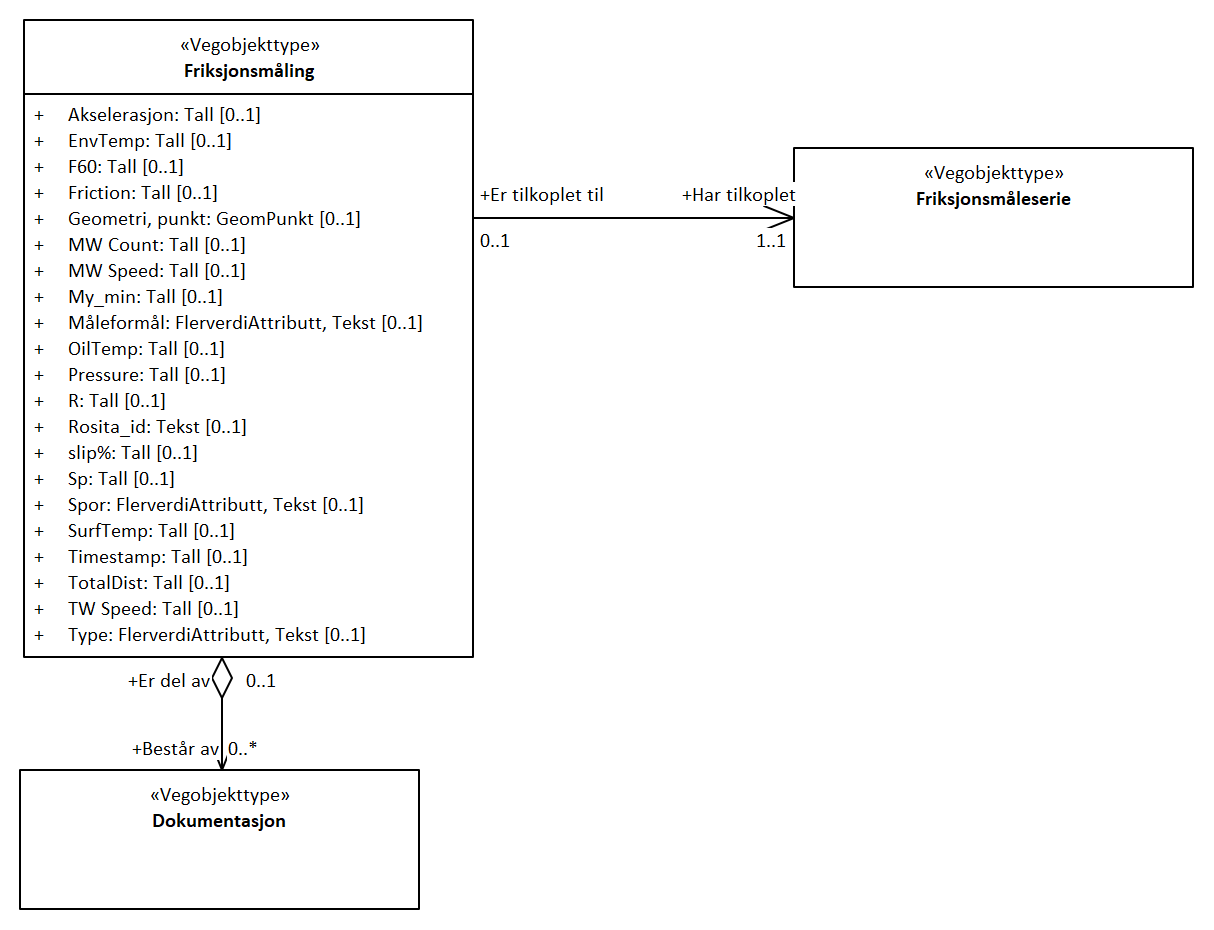 «Vegobjekttype»
Friksjonsmåling
+ Akselerasjon: Tall [0..1]
+ EnvTemp: Tall [0..1]
+ F60: Tall [0..1]
+ Friction: Tall [0..1]
+ Geometri, punkt: GeomPunkt [0..1]
+ MW Count: Tall [0..1]
+ MW Speed: Tall [0..1]
+ My_min: Tall [0..1]
+ Måleformål: FlerverdiAttributt, Tekst [0..1]
+ OilTemp: Tall [0..1]
+ Pressure: Tall [0..1]
+ R: Tall [0..1]
+ Rosita_id: Tekst [0..1]
+ slip%: Tall [0..1]
+ Sp: Tall [0..1]
+ Spor: FlerverdiAttributt, Tekst [0..1]
+ SurfTemp: Tall [0..1]
+ Timestamp: Tall [0..1]
+ TotalDist: Tall [0..1]
+ TW Speed: Tall [0..1]
+ Type: FlerverdiAttributt, Tekst [0..1]
+Er tilkoplet til +Har tilkoplet
0..1 1..1
«Vegobjekttype»
Friksjonsmåleserie
+Er del av 0..1
+Består av 0..*
«Vegobjekttype»
Dokumentasjon